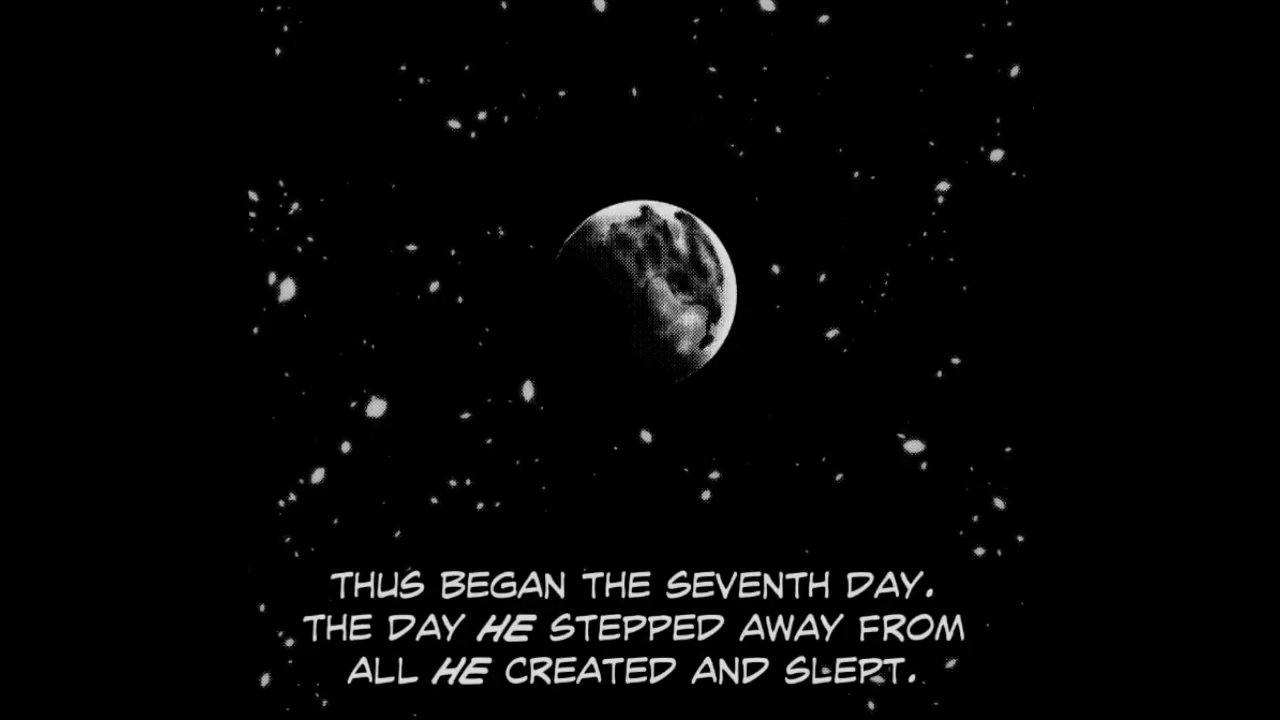 THUS BEGAN THE SEVENTH DAY.
THE DAY HE STEPPED AWAY FROM
ALL HE CREATED AND SLEPT.